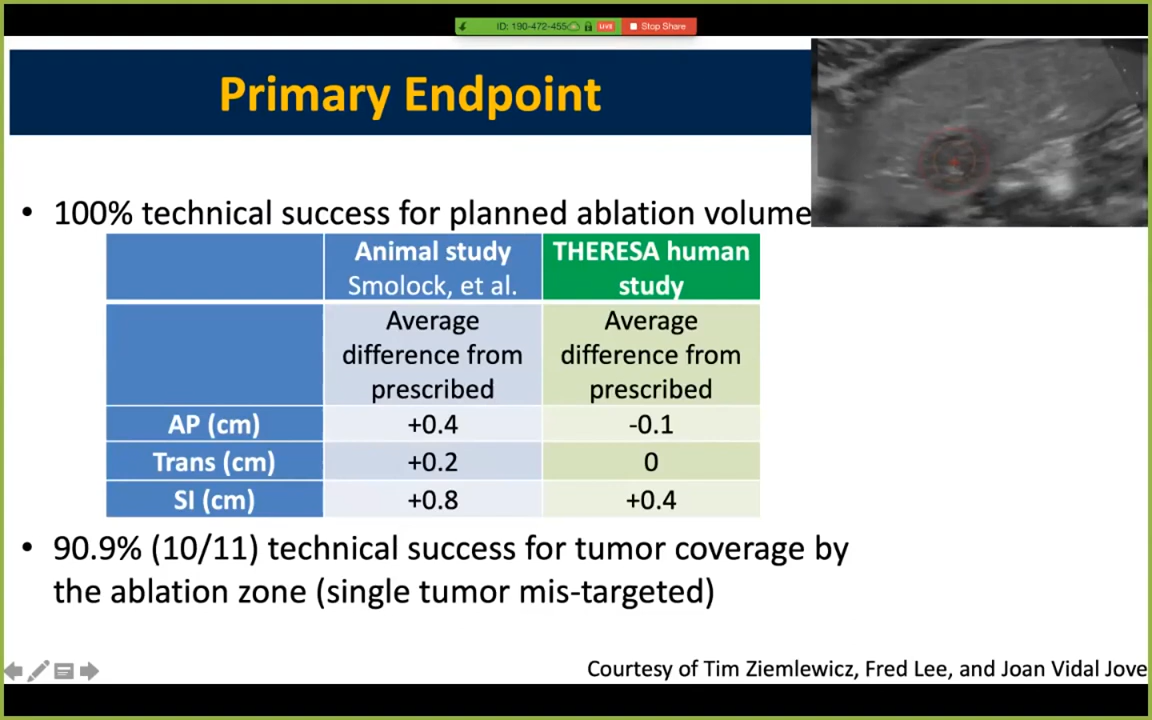 ID: 190-472-455
LIVE
Stop Share
Primary Endpoint
• 100% technical success for planned ablation volume
Animal study
Smolock, et al.
THERESA human
study
Average
difference from
prescribed
Average
difference from
prescribed
AP (cm) +0.4 -0.1
Trans (cm) +0.2 0
SI (cm) +0.8 +0.4
• 90.9% (10/11) technical success for tumor coverage by
the ablation zone (single tumor mis-targeted)
Courtesy of Tim Ziemlewicz, Fred Lee, and Joan Vidal Jove